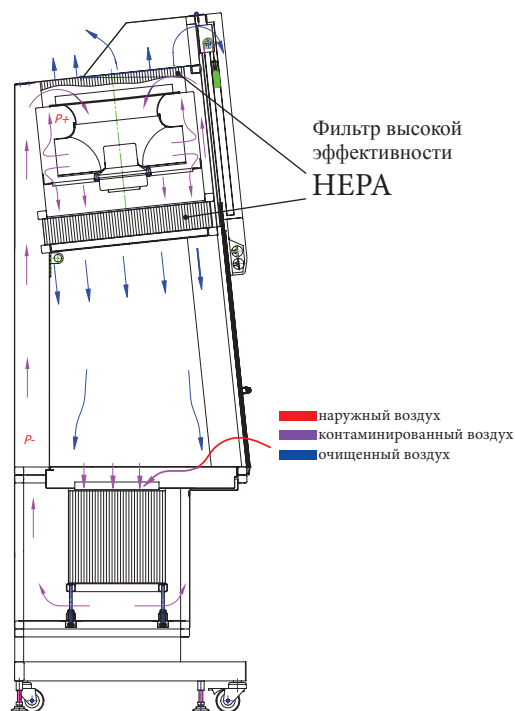 P+
Фильтр высокой
эффективности
HEPA
наружный воздух
контаминированный воздух
очищенный воздух
P-